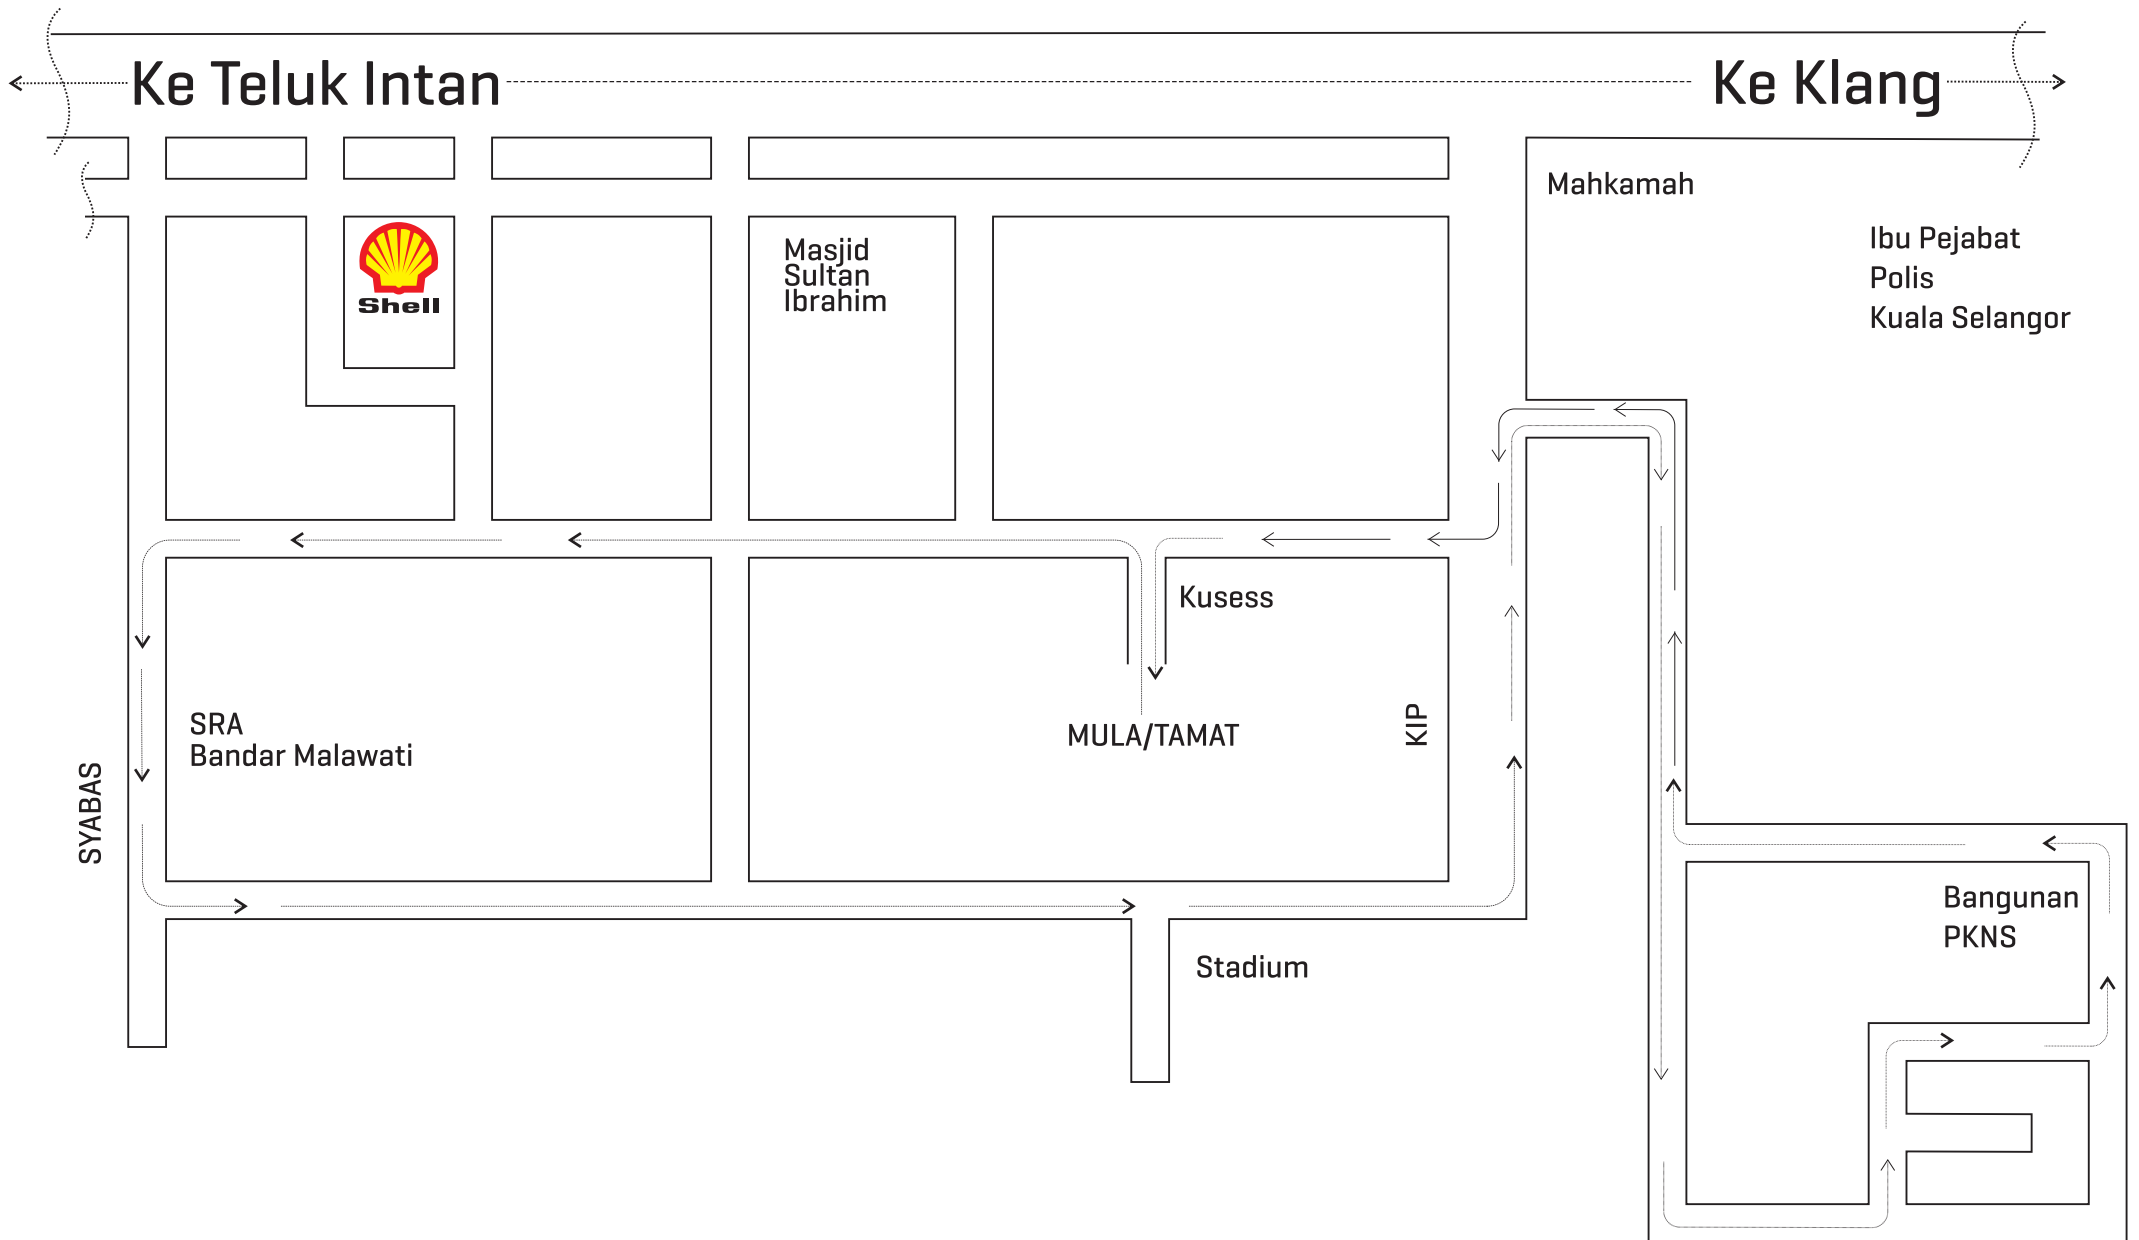 Ke Teluk Intan
Ke Klang
Mahkamah
Ibu Pejabat
Polis
Kuala Selangor
Shell
Masjid
Sultan
Ibrahim
Kusess
MULA/TAMAT
KIP
SRA
Bandar Malawati
SYABAS
Bangunan
PKNS
Stadium